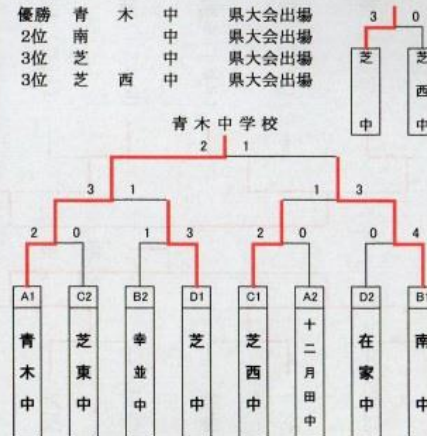 優勝 青木中 県大会出場
2位 南中 県大会出場
3位 芝中 県大会出場
3位 芝西中 県大会出場
3 0
芝中 芝西中
青木中学校
2 1
3 1 1 3
2 0 1 3 2 0 0 4
A1 C2 B2 D1 C1 A2 D2 B1
青木中 芝東中 幸並中 芝中 芝西中 十二月田中 在家中 南中